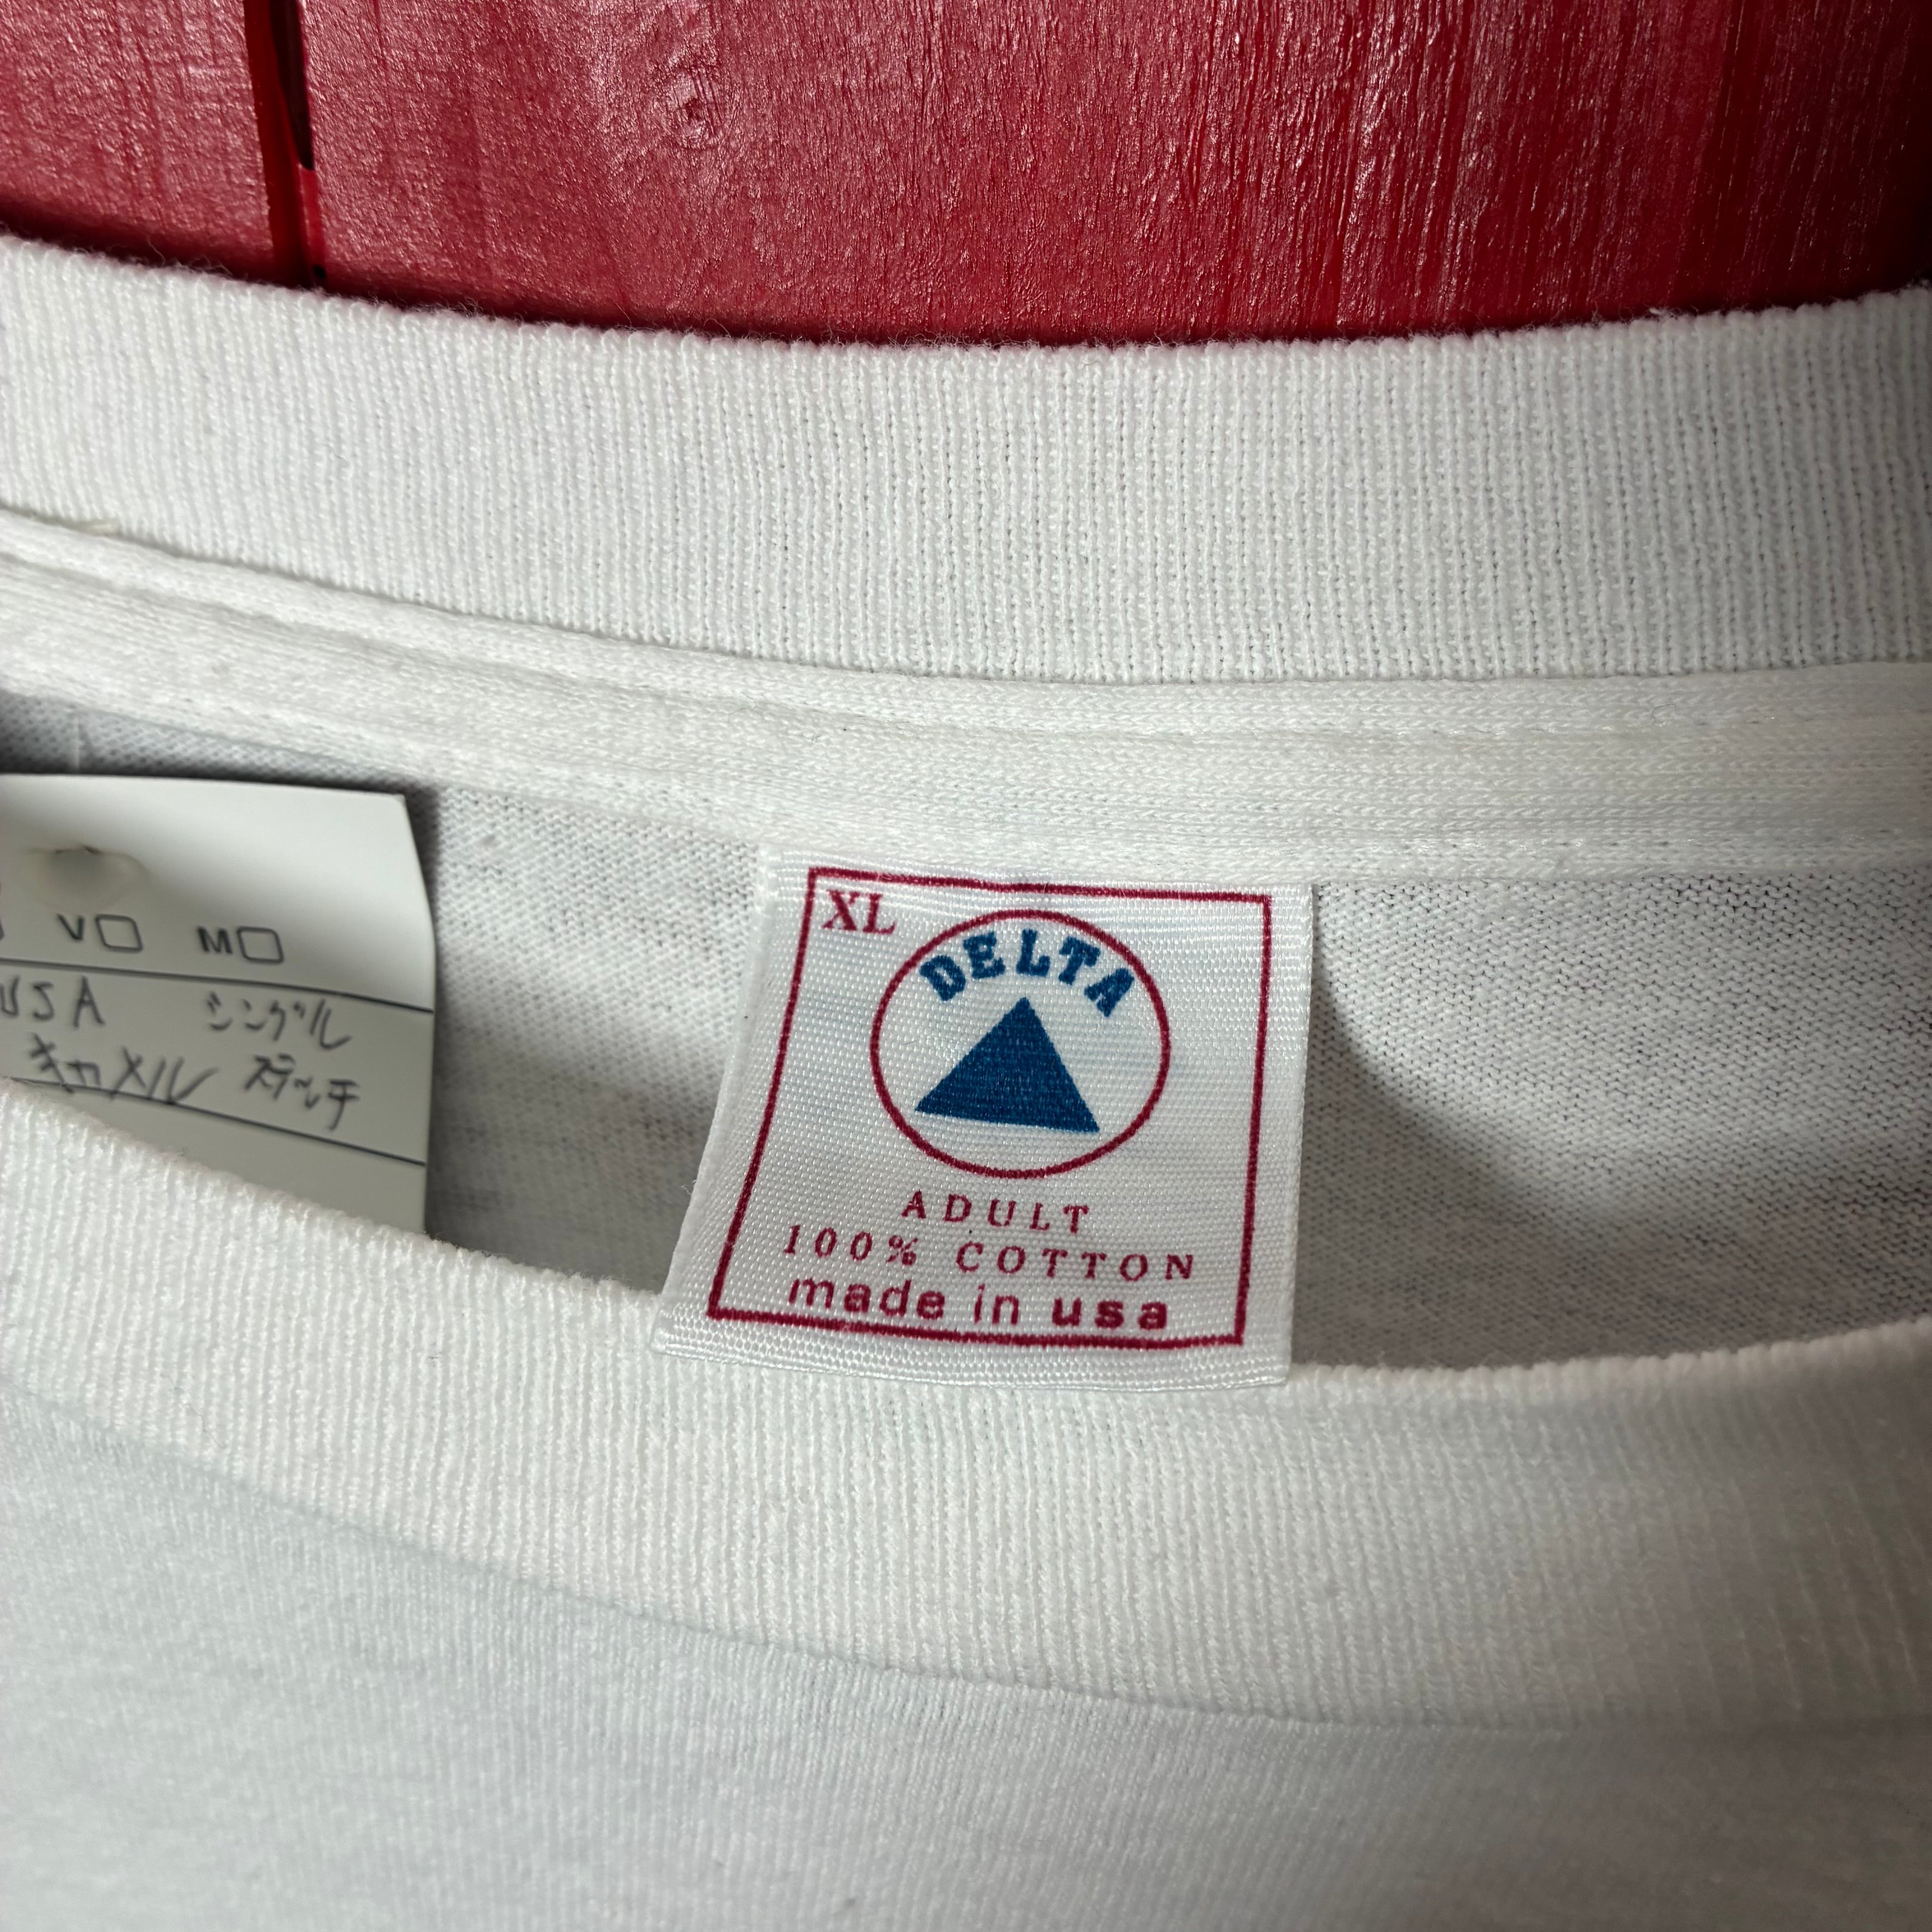 V□ M□
USA シングル
キャメル ステッチ
XL
DELTA
ADULT
100% COTTON
made in usa